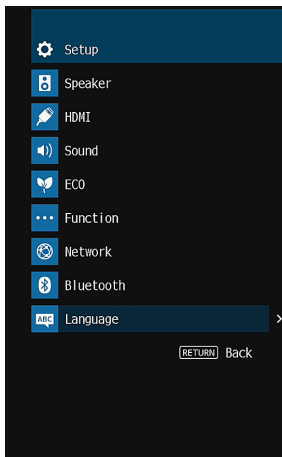 Setup
Speaker
HDMI
Sound
ECO
Function
Network
Bluetooth
ABC Language
RETURN Back